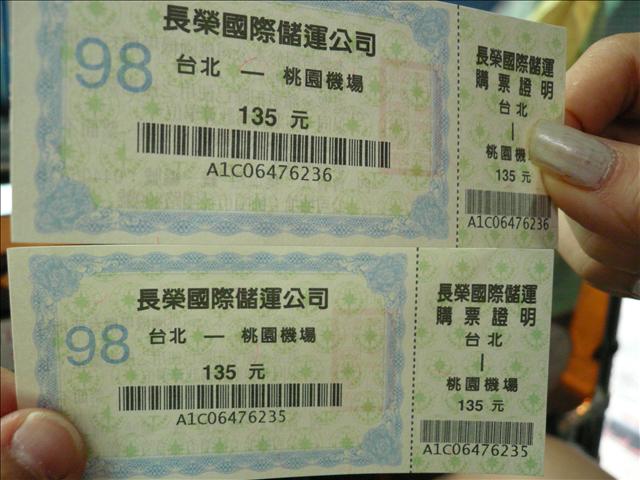 長榮國際儲運公司
98
台北 — 桃園機場
135 元
A1C06476236
長榮國際儲運
購票證明
台北
|
桃園機
135 元
A1C06476236
長榮國際儲運公司
98
台北 — 桃園機場
135 元
A1C06476235
長榮國際儲運
購票證明
台北
|
桃園機場
135 元
A1C06476235